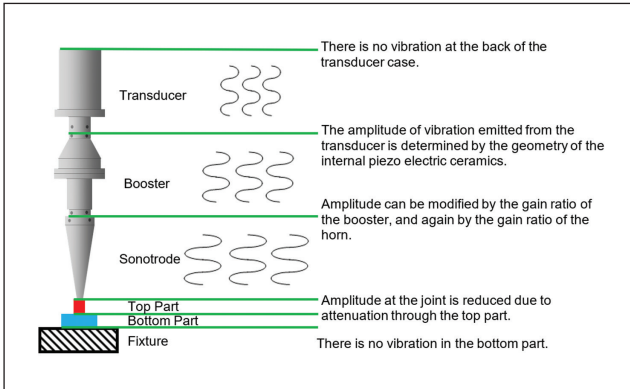 There is no vibration at the back of the
transducer case.
Transducer
The amplitude of vibration emitted from the
transducer is determined by the geometry of the
internal piezo electric ceramics.
Booster
Amplitude can be modified by the gain ratio of
the booster, and again by the gain ratio of the
horn.
Sonotrode
Amplitude at the joint is reduced due to
attenuation through the top part.
Top Part
Bottom Part
Fixture
There is no vibration in the bottom part.